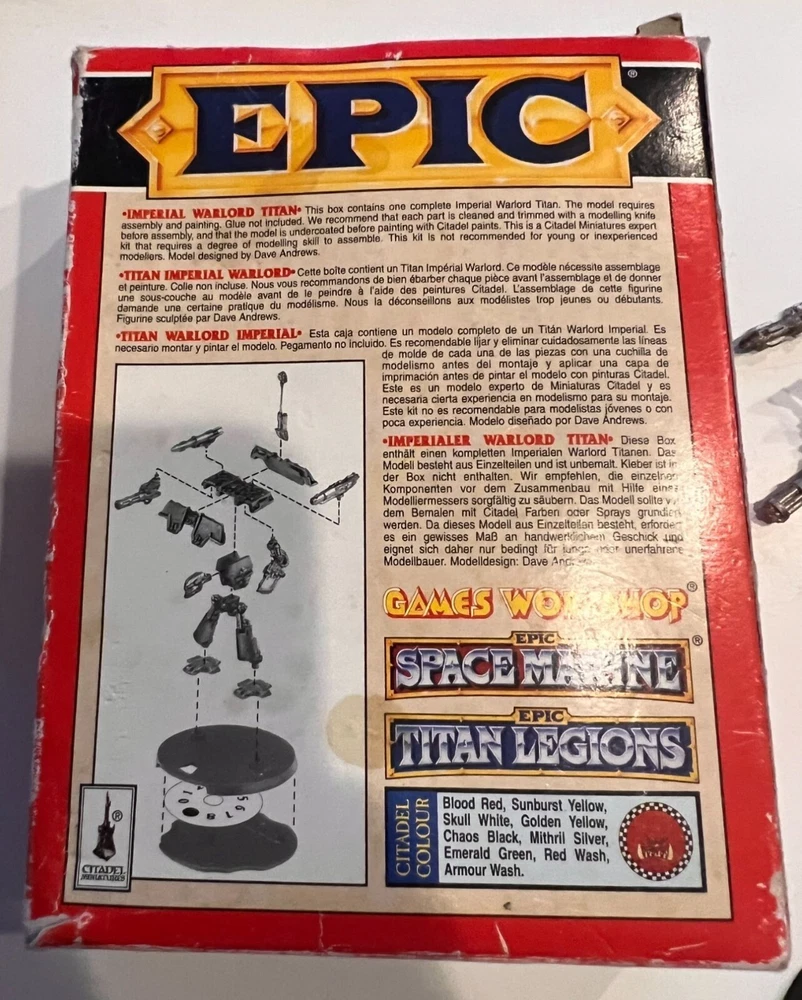 EPIC ®
•IMPERIAL WARLORD TITAN• This box contains one complete Imperial Warlord Titan. The model requires
assembly and painting. Glue not included. We recommend that each part is cleaned and trimmed with a modelling knife
before assembly, and that the model is undercoated before painting with Citadel paints. This is a Citadel Miniatures expert
kit that requires a degree of modelling skill to assemble. This kit is not recommended for young or inexperienced
modellers. Model designed by Dave Andrews.
•TITAN IMPERIAL WARLORD• Cette boîte contient un Titan Impérial Warlord. Ce modèle nécessite assemblage
et peinture. Colle non incluse. Nous vous recommandons de bien ébarber chaque pièce avant l'assemblage et de donner
une sous-couche au modèle avant de le peindre à l'aide des peintures Citadel. L'assemblage de cette figurine
demande une certaine pratique du modélisme. Nous la déconseillons aux modélistes trop jeunes ou débutants.
Figurine sculptée par Dave Andrews.
•TITAN WARLORD IMPERIAL• Esta caja contiene un modelo completo de un Titán Warlord Imperial. Es
necesario montar y pintar el modelo. Pegamento no incluido. Es recomendable lijar y eliminar cuidadosamente las líneas
de molde de cada una de las piezas con una cuchilla de
modelismo antes del montaje y aplicar una capa de
imprimación antes de pintar el modelo con pinturas Citadel.
Este es un modelo experto de Miniaturas Citadel y es
necesaria cierta experiencia en modelismo para su montaje.
Este kit no es recomendable para modelistas jóvenes o con
poca experiencia. Modelo diseñado por Dave Andrews.
•IMPERIALER WARLORD TITAN• Diese Box
enthält einen kompletten Imperialen Warlord Titanen. Das
Modell besteht aus Einzelteilen und ist unbemalt. Kleber ist in
der Box nicht enthalten. Wir empfehlen, die einzelnen
Komponenten vor dem Zusammenbau mit Hilfe eines
Modelliermessers sorgfältig zu säubern. Das Modell sollte
dem Bemalen mit Citadel Farben oder Sprays grundiert
werden. Da dieses Modell aus Einzelteilen besteht, erfordert
es ein gewisses Maß an handwerklichem Geschick und
eignet sich daher nur bedingt für unerfahrene
Modellbauer. Modelldesign: Dave
GAMES WORKSHOP ®
EPIC
SPACE MARINE ®
EPIC
TITAN LEGIONS
CITADEL COLOUR
Blood Red, Sunburst Yellow,
Skull White, Golden Yellow,
Chaos Black, Mithril Silver,
Emerald Green, Red Wash,
Armour Wash.
5 6 7 8
®
CITADEL
MINIATURES